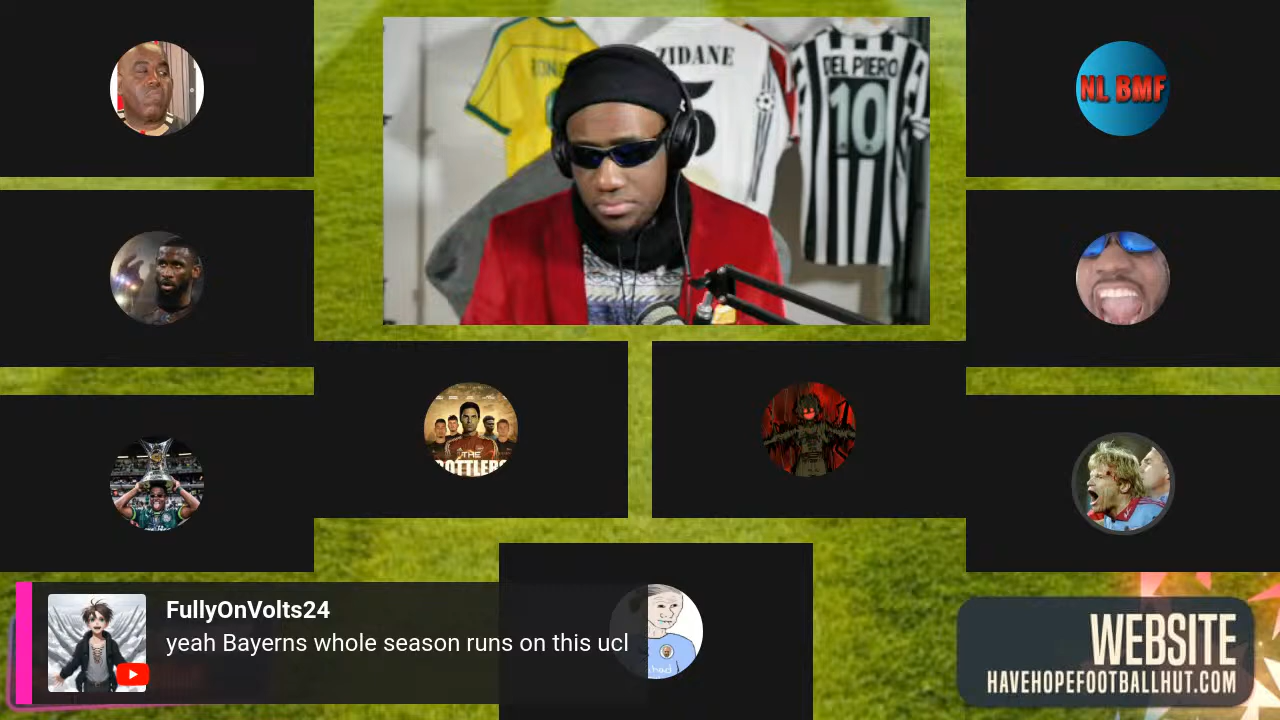 ZIDANE
5
DEL PIERO
10
NL BMF
THE
BOTTLERS
FullyOnVolts24
yeah Bayerns whole season runs on this ucl
WEBSITE
HAVEHOPEFOOTBALLHUT.COM